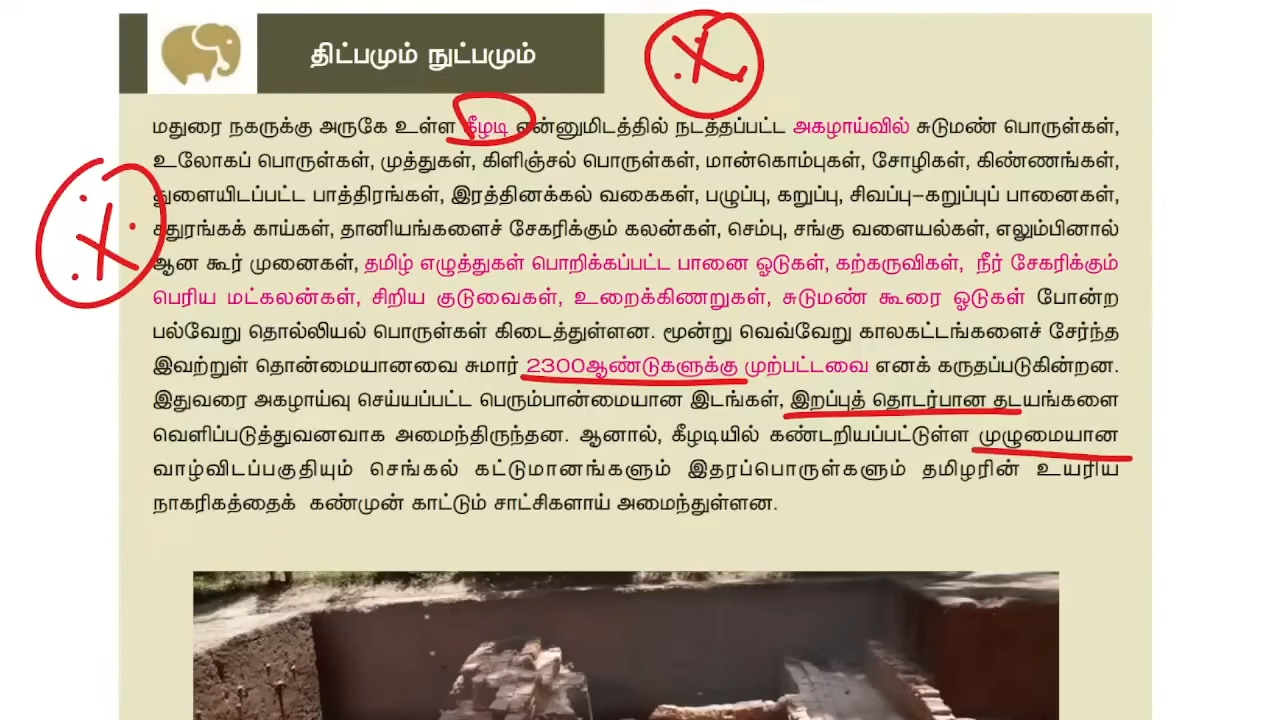 திட்பமும் நுட்பமும்
மதுரை நகருக்கு அருகே உள்ள கீழடி என்னுமிடத்தில் நடத்தப்பட்ட அகழாய்வில் சுடுமண் பொருள்கள்,
உலோகப் பொருள்கள், முத்துகள், கிளிஞ்சல் பொருள்கள், மான்கொம்புகள், சோழிகள், கிண்ணங்கள்,
துளையிடப்பட்ட பாத்திரங்கள், இரத்தினக்கல் வகைகள், பழுப்பு, கறுப்பு, சிவப்பு–கறுப்புப் பானைகள்,
சதுரங்கக் காய்கள், தானியங்களைச் சேகரிக்கும் கலன்கள், செம்பு, சங்கு வளையல்கள், எலும்பினால்
ஆன கூர் முனைகள், தமிழ் எழுத்துகள் பொறிக்கப்பட்ட பானை ஓடுகள், கற்கருவிகள், நீர் சேகரிக்கும்
பெரிய மட்கலன்கள், சிறிய குடுவைகள், உறைக்கிணறுகள், சுடுமண் கூரை ஓடுகள் போன்ற
பல்வேறு தொல்லியல் பொருள்கள் கிடைத்துள்ளன. மூன்று வெவ்வேறு காலகட்டங்களைச் சேர்ந்த
இவற்றுள் தொன்மையானவை சுமார் 2300ஆண்டுகளுக்கு முற்பட்டவை எனக் கருதப்படுகின்றன.
இதுவரை அகழாய்வு செய்யப்பட்ட பெரும்பான்மையான இடங்கள், இறப்புத் தொடர்பான தடயங்களை
வெளிப்படுத்துவனவாக அமைந்திருந்தன. ஆனால், கீழடியில் கண்டறியப்பட்டுள்ள முழுமையான
வாழ்விடப்பகுதியும் செங்கல் கட்டுமானங்களும் இதரப்பொருள்களும் தமிழரின் உயரிய
நாகரிகத்தைக் கண்முன் காட்டும் சாட்சிகளாய் அமைந்துள்ளன.